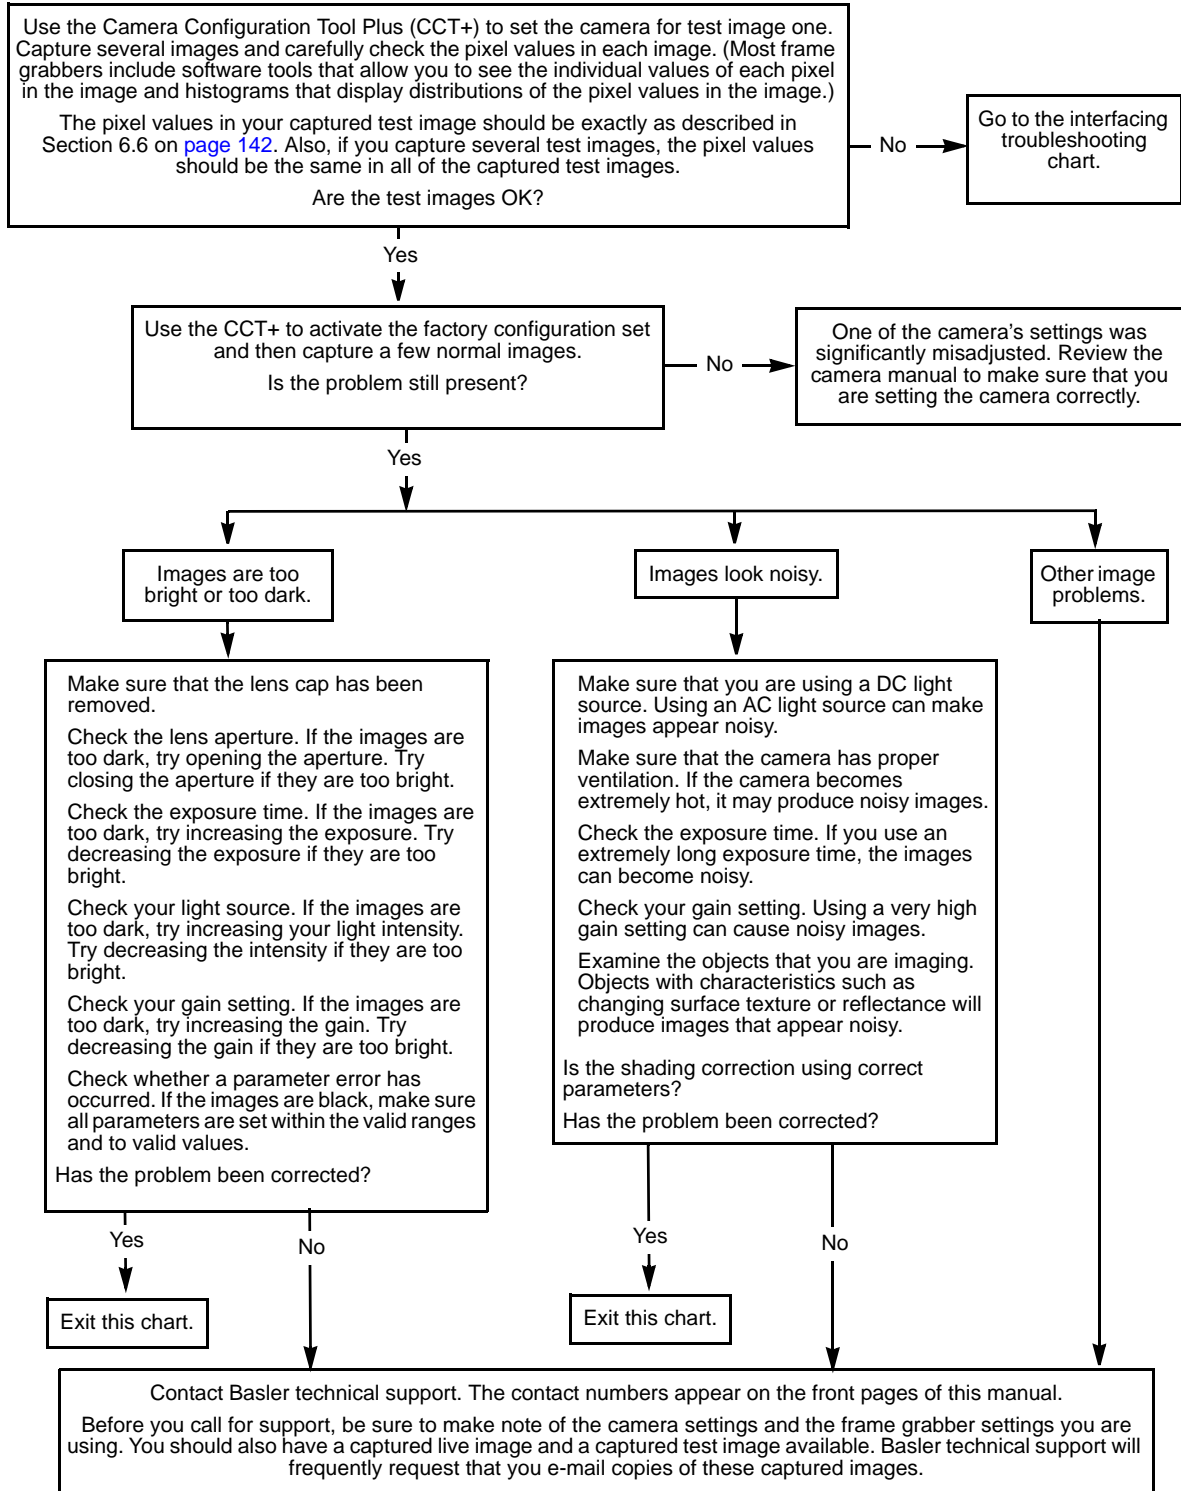 Use the Camera Configuration Tool Plus (CCT+) to set the camera for test image one.
Capture several images and carefully check the pixel values in each image. (Most frame
grabbers include software tools that allow you to see the individual values of each pixel
in the image and histograms that display distributions of the pixel values in the image.)
The pixel values in your captured test image should be exactly as described in
Section 6.6 on page 142. Also, if you capture several test images, the pixel values
should be the same in all of the captured test images.
Are the test images OK?
No
Go to the interfacing
troubleshooting
chart.
Yes
Use the CCT+ to activate the factory configuration set
and then capture a few normal images.
Is the problem still present?
No
One of the camera's settings was
significantly misadjusted. Review the
camera manual to make sure that you
are setting the camera correctly.
Yes
Images are too
bright or too dark.
Images look noisy.
Other image
problems.
Make sure that the lens cap has been
removed.
Check the lens aperture. If the images are
too dark, try opening the aperture. Try
closing the aperture if they are too bright.
Check the exposure time. If the images are
too dark, try increasing the exposure. Try
decreasing the exposure if they are too
bright.
Check your light source. If the images are
too dark, try increasing your light intensity.
Try decreasing the intensity if they are too
bright.
Check your gain setting. If the images are
too dark, try increasing the gain. Try
decreasing the gain if they are too bright.
Check whether a parameter error has
occurred. If the images are black, make sure
all parameters are set within the valid ranges
and to valid values.
Has the problem been corrected?
Make sure that you are using a DC light
source. Using an AC light source can make
images appear noisy.
Make sure that the camera has proper
ventilation. If the camera becomes
extremely hot, it may produce noisy images.
Check the exposure time. If you use an
extremely long exposure time, the images
can become noisy.
Check your gain setting. Using a very high
gain setting can cause noisy images.
Examine the objects that you are imaging.
Objects with characteristics such as
changing surface texture or reflectance will
produce images that appear noisy.
Is the shading correction using correct
parameters?
Has the problem been corrected?
Yes
No
Yes
No
Exit this chart.
Exit this chart.
Contact Basler technical support. The contact numbers appear on the front pages of this manual.
Before you call for support, be sure to make note of the camera settings and the frame grabber settings you are
using. You should also have a captured live image and a captured test image available. Basler technical support will
frequently request that you e-mail copies of these captured images.